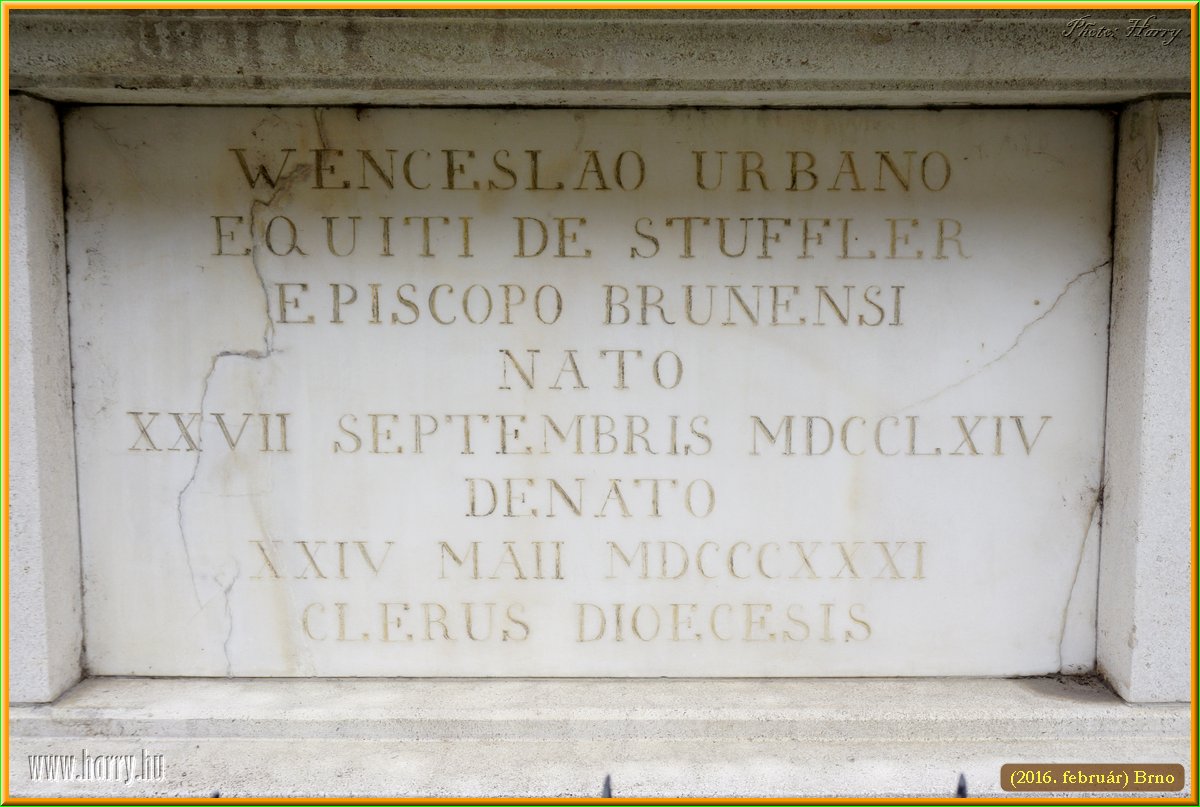 Photo: Harry
WENCESLAO URBANO
EQUITI DE STUFFLER
EPISCOPO BRUNENSI
NATO
XXVII SEPTEMBRIS MDCCLXIV
DENATO
XXIV MAII MDCCCXXXI
CLERUS DIOECESIS
www.harry.hu
(2016. február) Brno